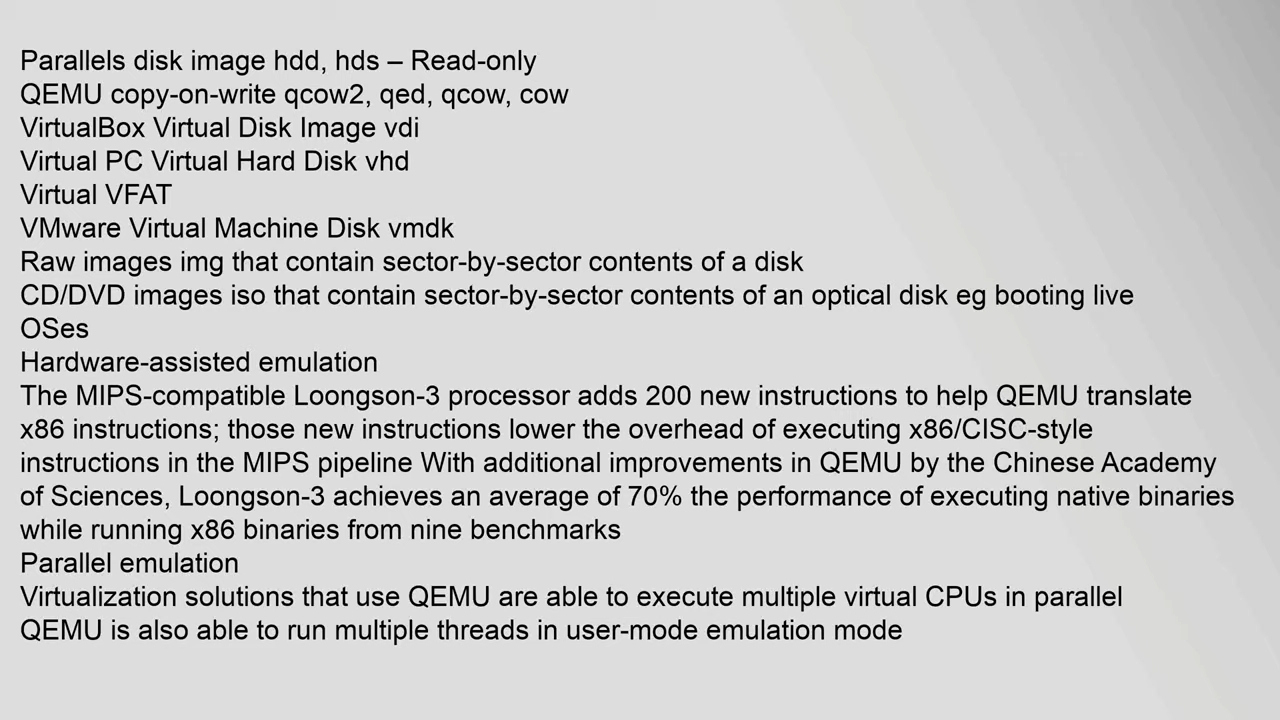 Parallels disk image hdd, hds – Read-only
QEMU copy-on-write qcow2, qed, qcow, cow
VirtualBox Virtual Disk Image vdi
Virtual PC Virtual Hard Disk vhd
Virtual VFAT
VMware Virtual Machine Disk vmdk
Raw images img that contain sector-by-sector contents of a disk
CD/DVD images iso that contain sector-by-sector contents of an optical disk eg booting live
OSes
Hardware-assisted emulation
The MIPS-compatible Loongson-3 processor adds 200 new instructions to help QEMU translate
x86 instructions; those new instructions lower the overhead of executing x86/CISC-style
instructions in the MIPS pipeline With additional improvements in QEMU by the Chinese Academy
of Sciences, Loongson-3 achieves an average of 70% the performance of executing native binaries
while running x86 binaries from nine benchmarks
Parallel emulation
Virtualization solutions that use QEMU are able to execute multiple virtual CPUs in parallel
QEMU is also able to run multiple threads in user-mode emulation mode